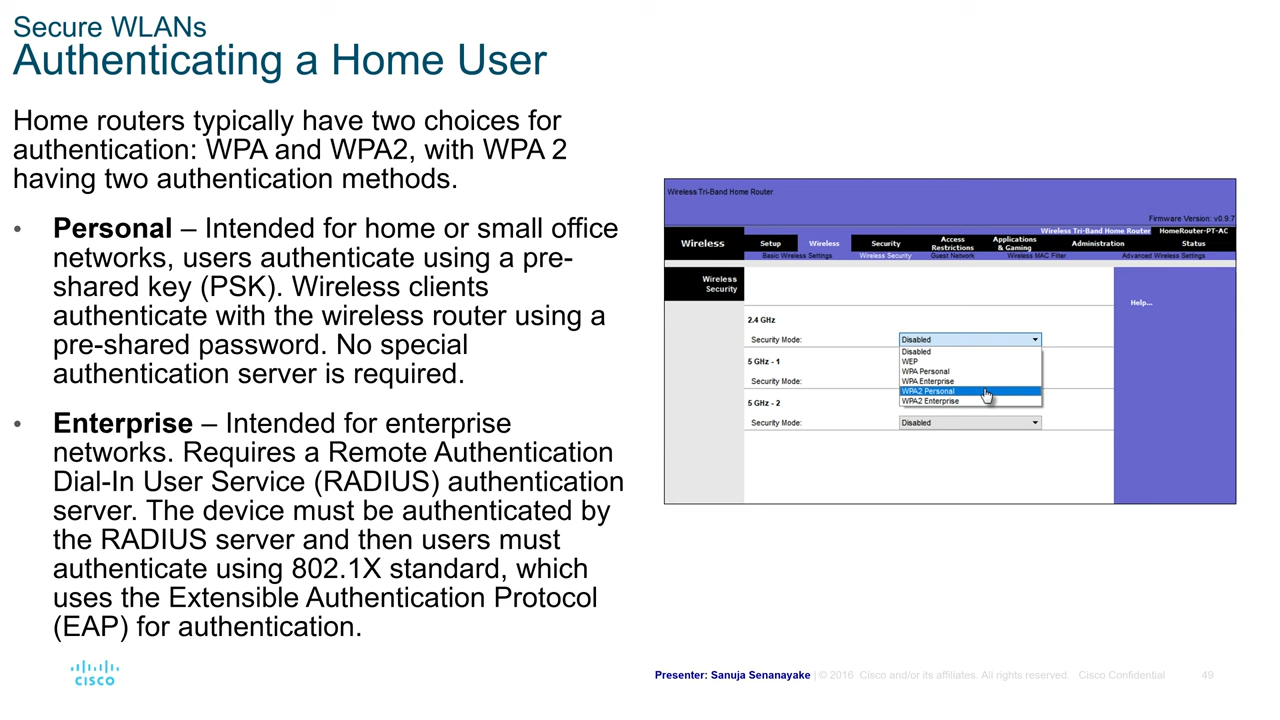 Secure WLANs
Authenticating a Home User
Home routers typically have two choices for
authentication: WPA and WPA2, with WPA 2
having two authentication methods.
• Personal – Intended for home or small office
networks, users authenticate using a pre-
shared key (PSK). Wireless clients
authenticate with the wireless router using a
pre-shared password. No special
authentication server is required.
• Enterprise – Intended for enterprise
networks. Requires a Remote Authentication
Dial-In User Service (RADIUS) authentication
server. The device must be authenticated by
the RADIUS server and then users must
authenticate using 802.1X standard, which
uses the Extensible Authentication Protocol
(EAP) for authentication.
Wireless Tri-Band Home Router
Firmware Version: v0.9.7
Wireless Tri-Band Home Router HomeRouter-PT-AC
Wireless
Setup Wireless Security Access Restrictions Applications & Gaming Administration Status
Basic Wireless Settings Wireless Security Guest Network Wireless MAC Filter Advanced Wireless Settings
Wireless
Security
Help...
2.4 GHz
Security Mode: Disabled
Disabled
5 GHz - 1
WEP
WPA Personal
Security Mode:
WPA Enterprise
WPA2 Personal
5 GHz - 2
WPA2 Enterprise
Security Mode: Disabled
CISCO
Presenter: Sanuja Senanayake | © 2016 Cisco and/or its affiliates. All rights reserved. Cisco Confidential 49